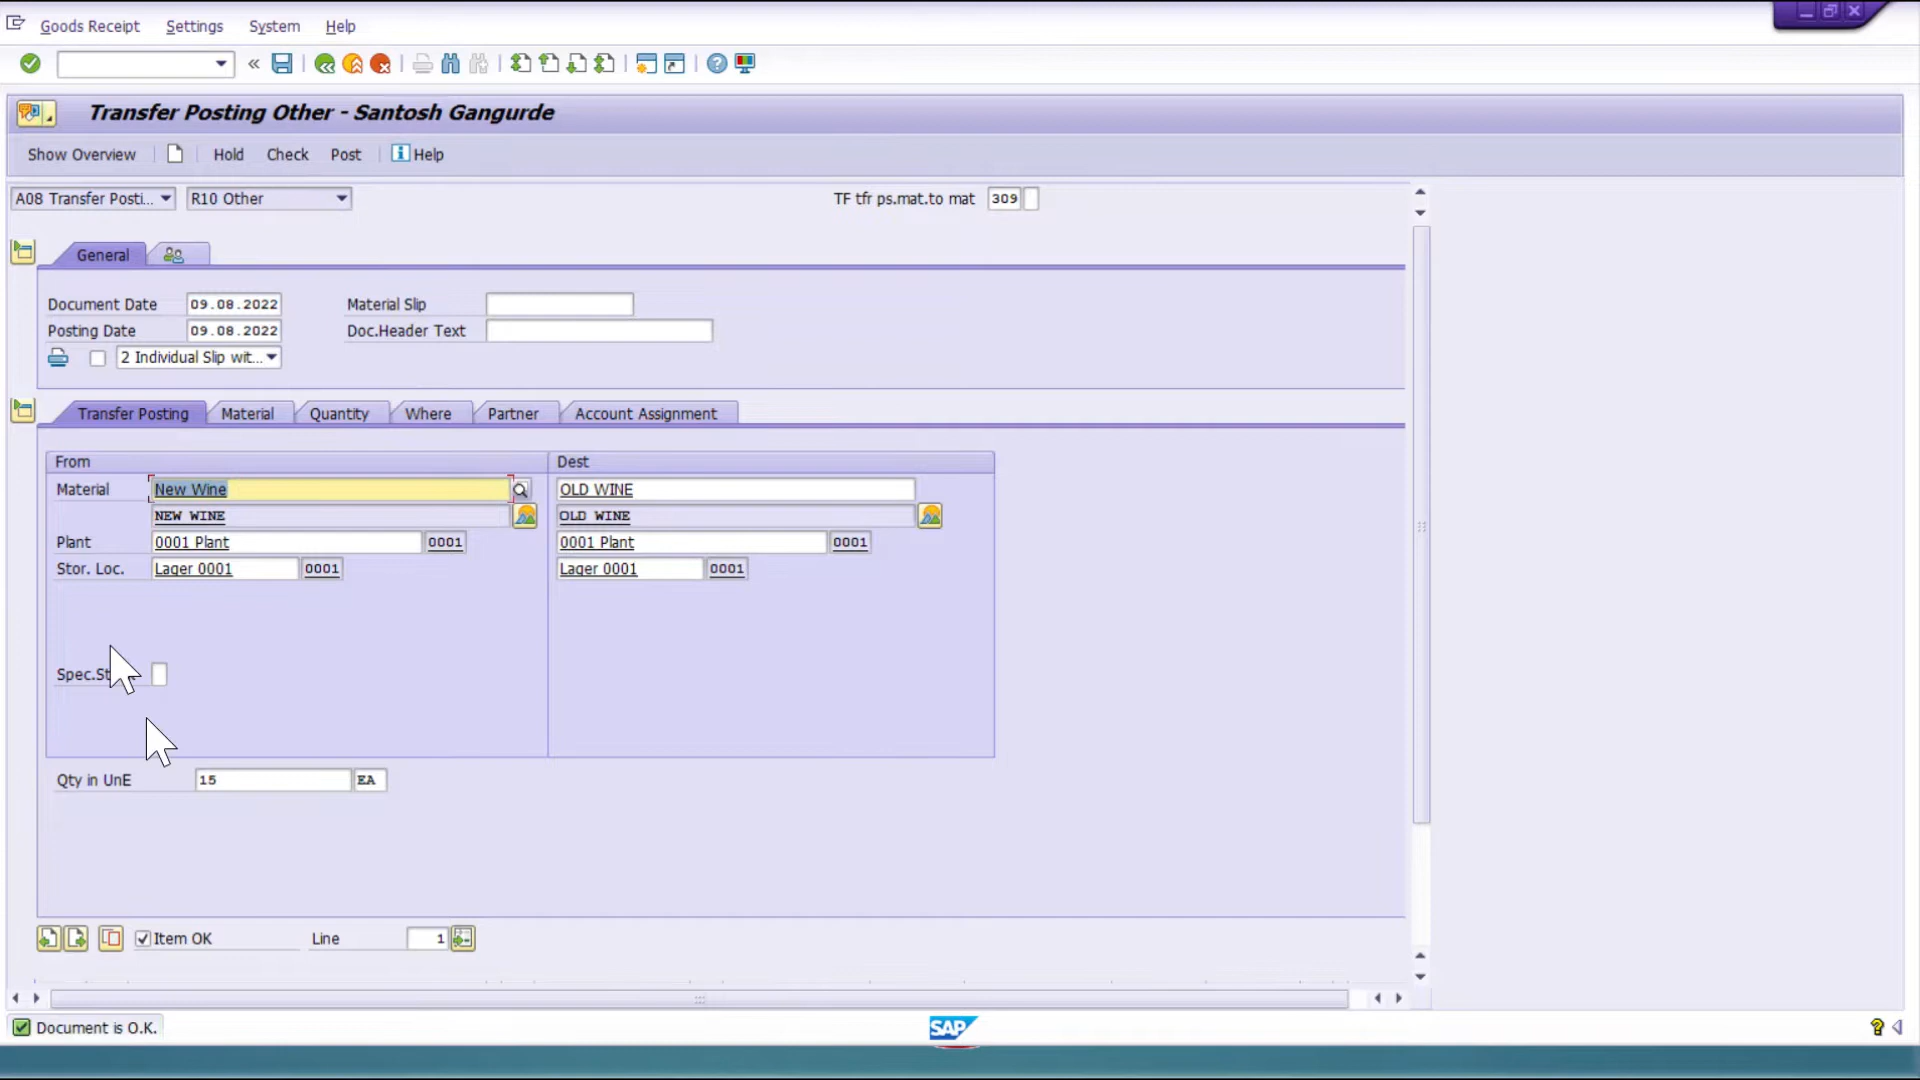 Goods Receipt Settings System Help
Transfer Posting Other - Santosh Gangurde
Show Overview Hold Check Post Help
A08 Transfer Posti... R10 Other TF tfr ps.mat.to mat 309
General
Document Date 09.08.2022 Material Slip
Posting Date 09.08.2022 Doc.Header Text
2 Individual Slip wit...
Transfer Posting Material Quantity Where Partner Account Assignment
From Dest
Material New Wine OLD WINE
NEW WINE OLD WINE
Plant 0001 Plant 0001 0001 Plant 0001
Stor. Loc. Lager 0001 0001 Lager 0001 0001
Qty in UnE 15 EA
Item OK Line 1
Document is O.K. SAP